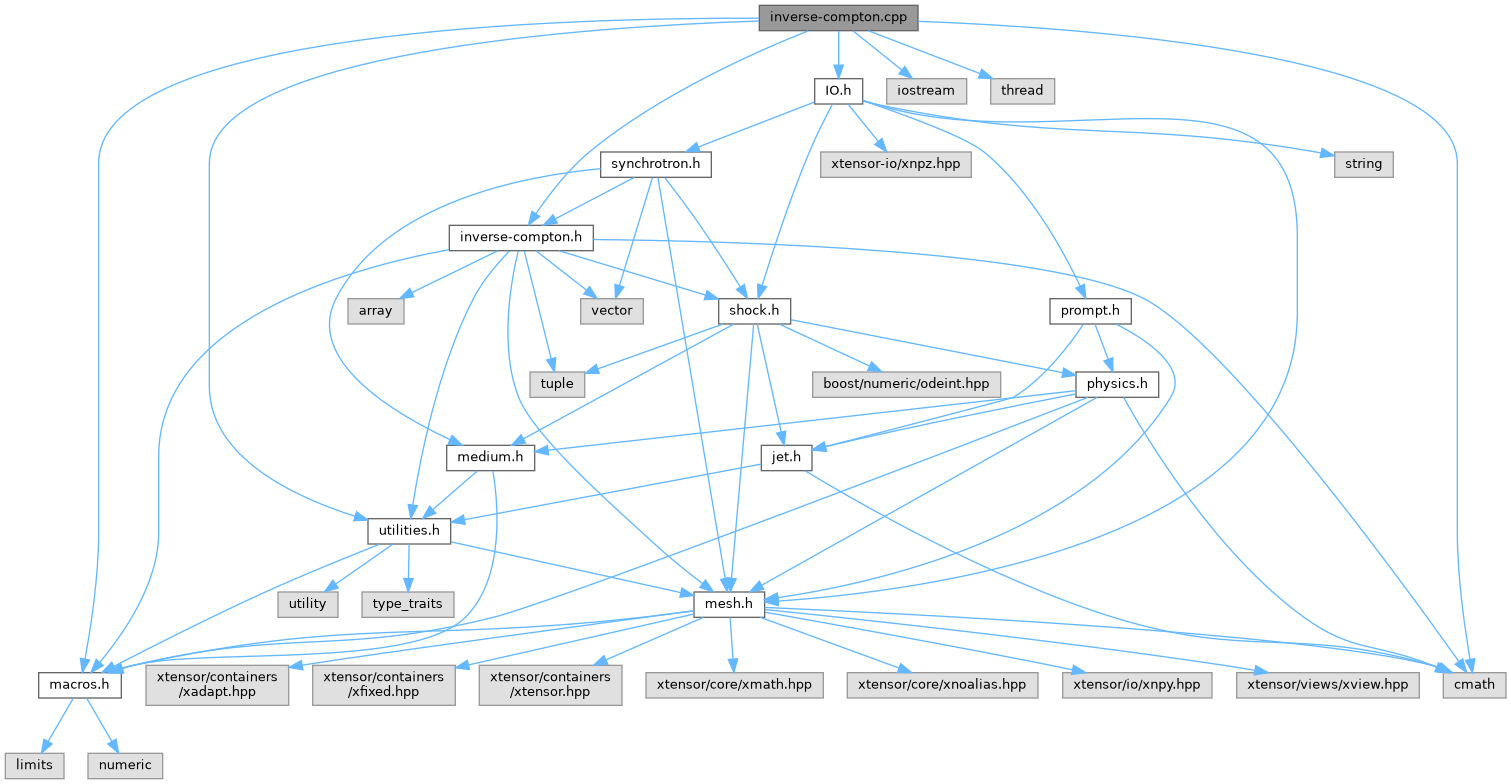 inverse-compton.cpp
IO.h
iostream
thread
synchrotron.h
xtensor-io/xnpz.hpp
string
inverse-compton.h
array
vector
shock.h
prompt.h
tuple
boost/numeric/odeint.hpp
physics.h
medium.h
jet.h
utilities.h
utility
type_traits
mesh.h
macros.h
xtensor/containers
/xadapt.hpp
xtensor/containers
/xfixed.hpp
xtensor/containers
/xtensor.hpp
xtensor/core/xmath.hpp
xtensor/core/xnoalias.hpp
xtensor/io/xnpy.hpp
xtensor/views/xview.hpp
cmath
limits
numeric